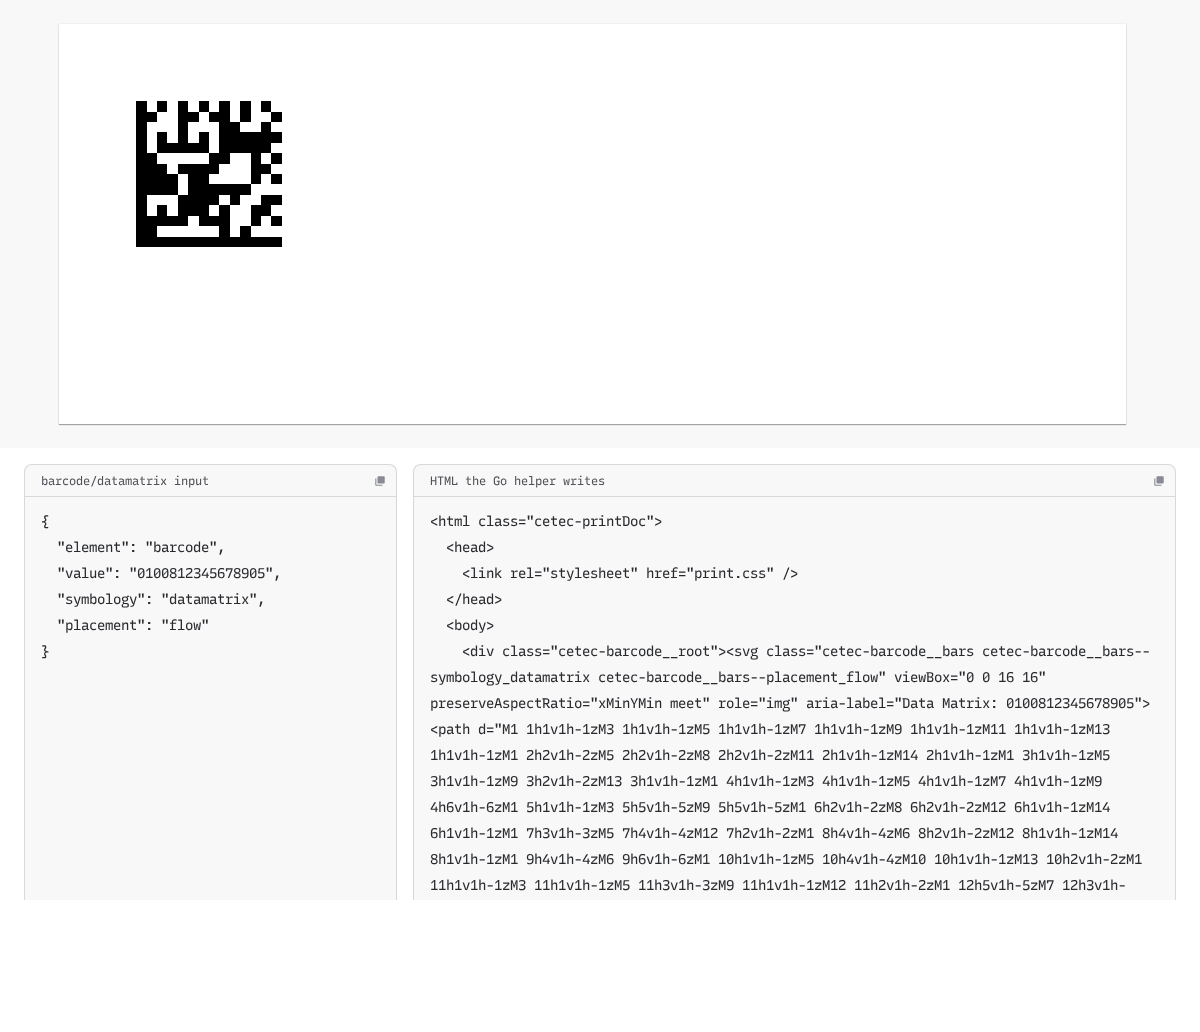 barcode/datamatrix input
{
"element": "barcode",
"value": "0100812345678905",
"symbology": "datamatrix",
"placement": "flow"
}
HTML the Go helper writes
<html class="cetec-printDoc">
<head>
<link rel="stylesheet" href="print.css" />
</head>
<body>
<div class="cetec-barcode__root"><svg class="cetec-barcode__bars cetec-barcode__bars--
symbology_datamatrix cetec-barcode__bars--placement_flow" viewBox="0 0 16 16"
preserveAspectRatio="xMinYMin meet" role="img" aria-label="Data Matrix: 0100812345678905">
<path d="M1 1h1v1h-1zM3 1h1v1h-1zM5 1h1v1h-1zM7 1h1v1h-1zM9 1h1v1h-1zM11 1h1v1h-1zM13
1h1v1h-1zM1 2h2v1h-2zM5 2h2v1h-2zM8 2h2v1h-2zM11 2h1v1h-1zM14 2h1v1h-1zM1 3h1v1h-1zM5
3h1v1h-1zM9 3h2v1h-2zM13 3h1v1h-1zM1 4h1v1h-1zM3 4h1v1h-1zM5 4h1v1h-1zM7 4h1v1h-1zM9
4h6v1h-6zM1 5h1v1h-1zM3 5h5v1h-5zM9 5h5v1h-5zM1 6h2v1h-2zM8 6h2v1h-2zM12 6h1v1h-1zM14
6h1v1h-1zM1 7h3v1h-3zM5 7h4v1h-4zM12 7h2v1h-2zM1 8h4v1h-4zM6 8h2v1h-2zM12 8h1v1h-1zM14
8h1v1h-1zM1 9h4v1h-4zM6 9h6v1h-6zM1 10h1v1h-1zM5 10h4v1h-4zM10 10h1v1h-1zM13 10h2v1h-2zM1
11h1v1h-1zM3 11h1v1h-1zM5 11h3v1h-3zM9 11h1v1h-1zM12 11h2v1h-2zM1 12h5v1h-5zM7 12h3v1h-